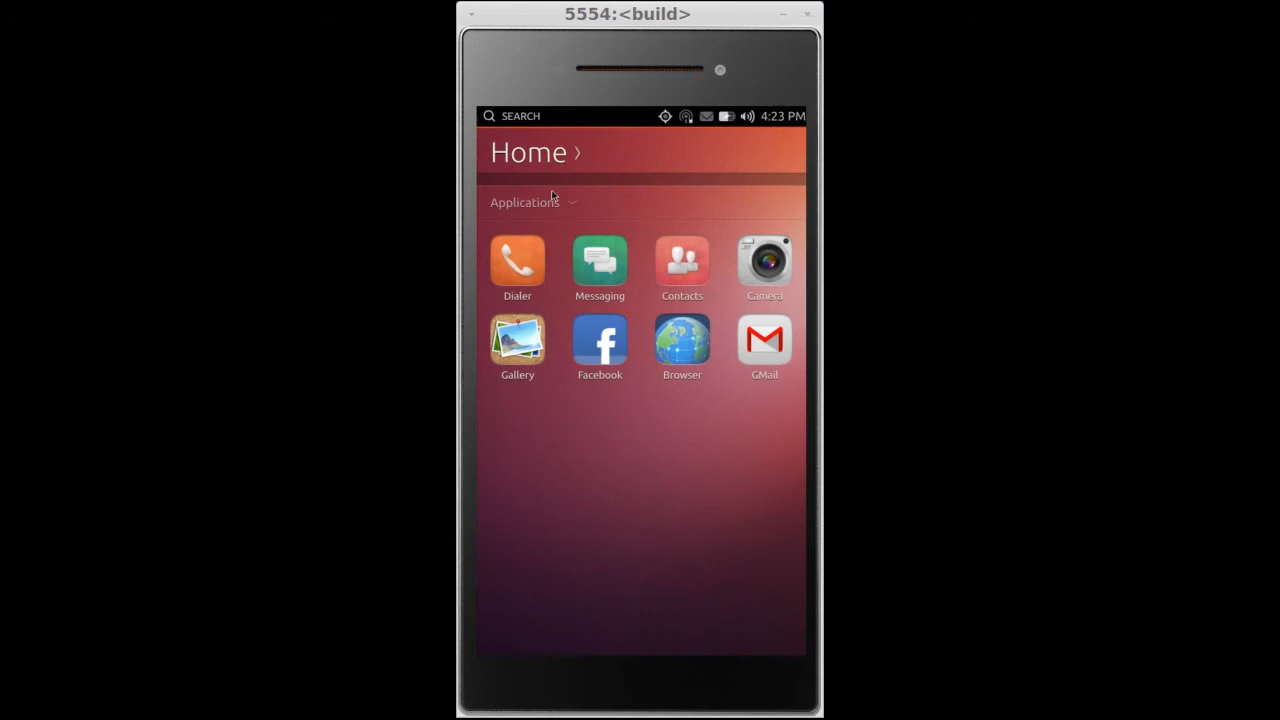 5554:<build>
SEARCH 4:23 PM
Home
Applications
Dialer Messaging Contacts Camera
Gallery Facebook Browser GMail